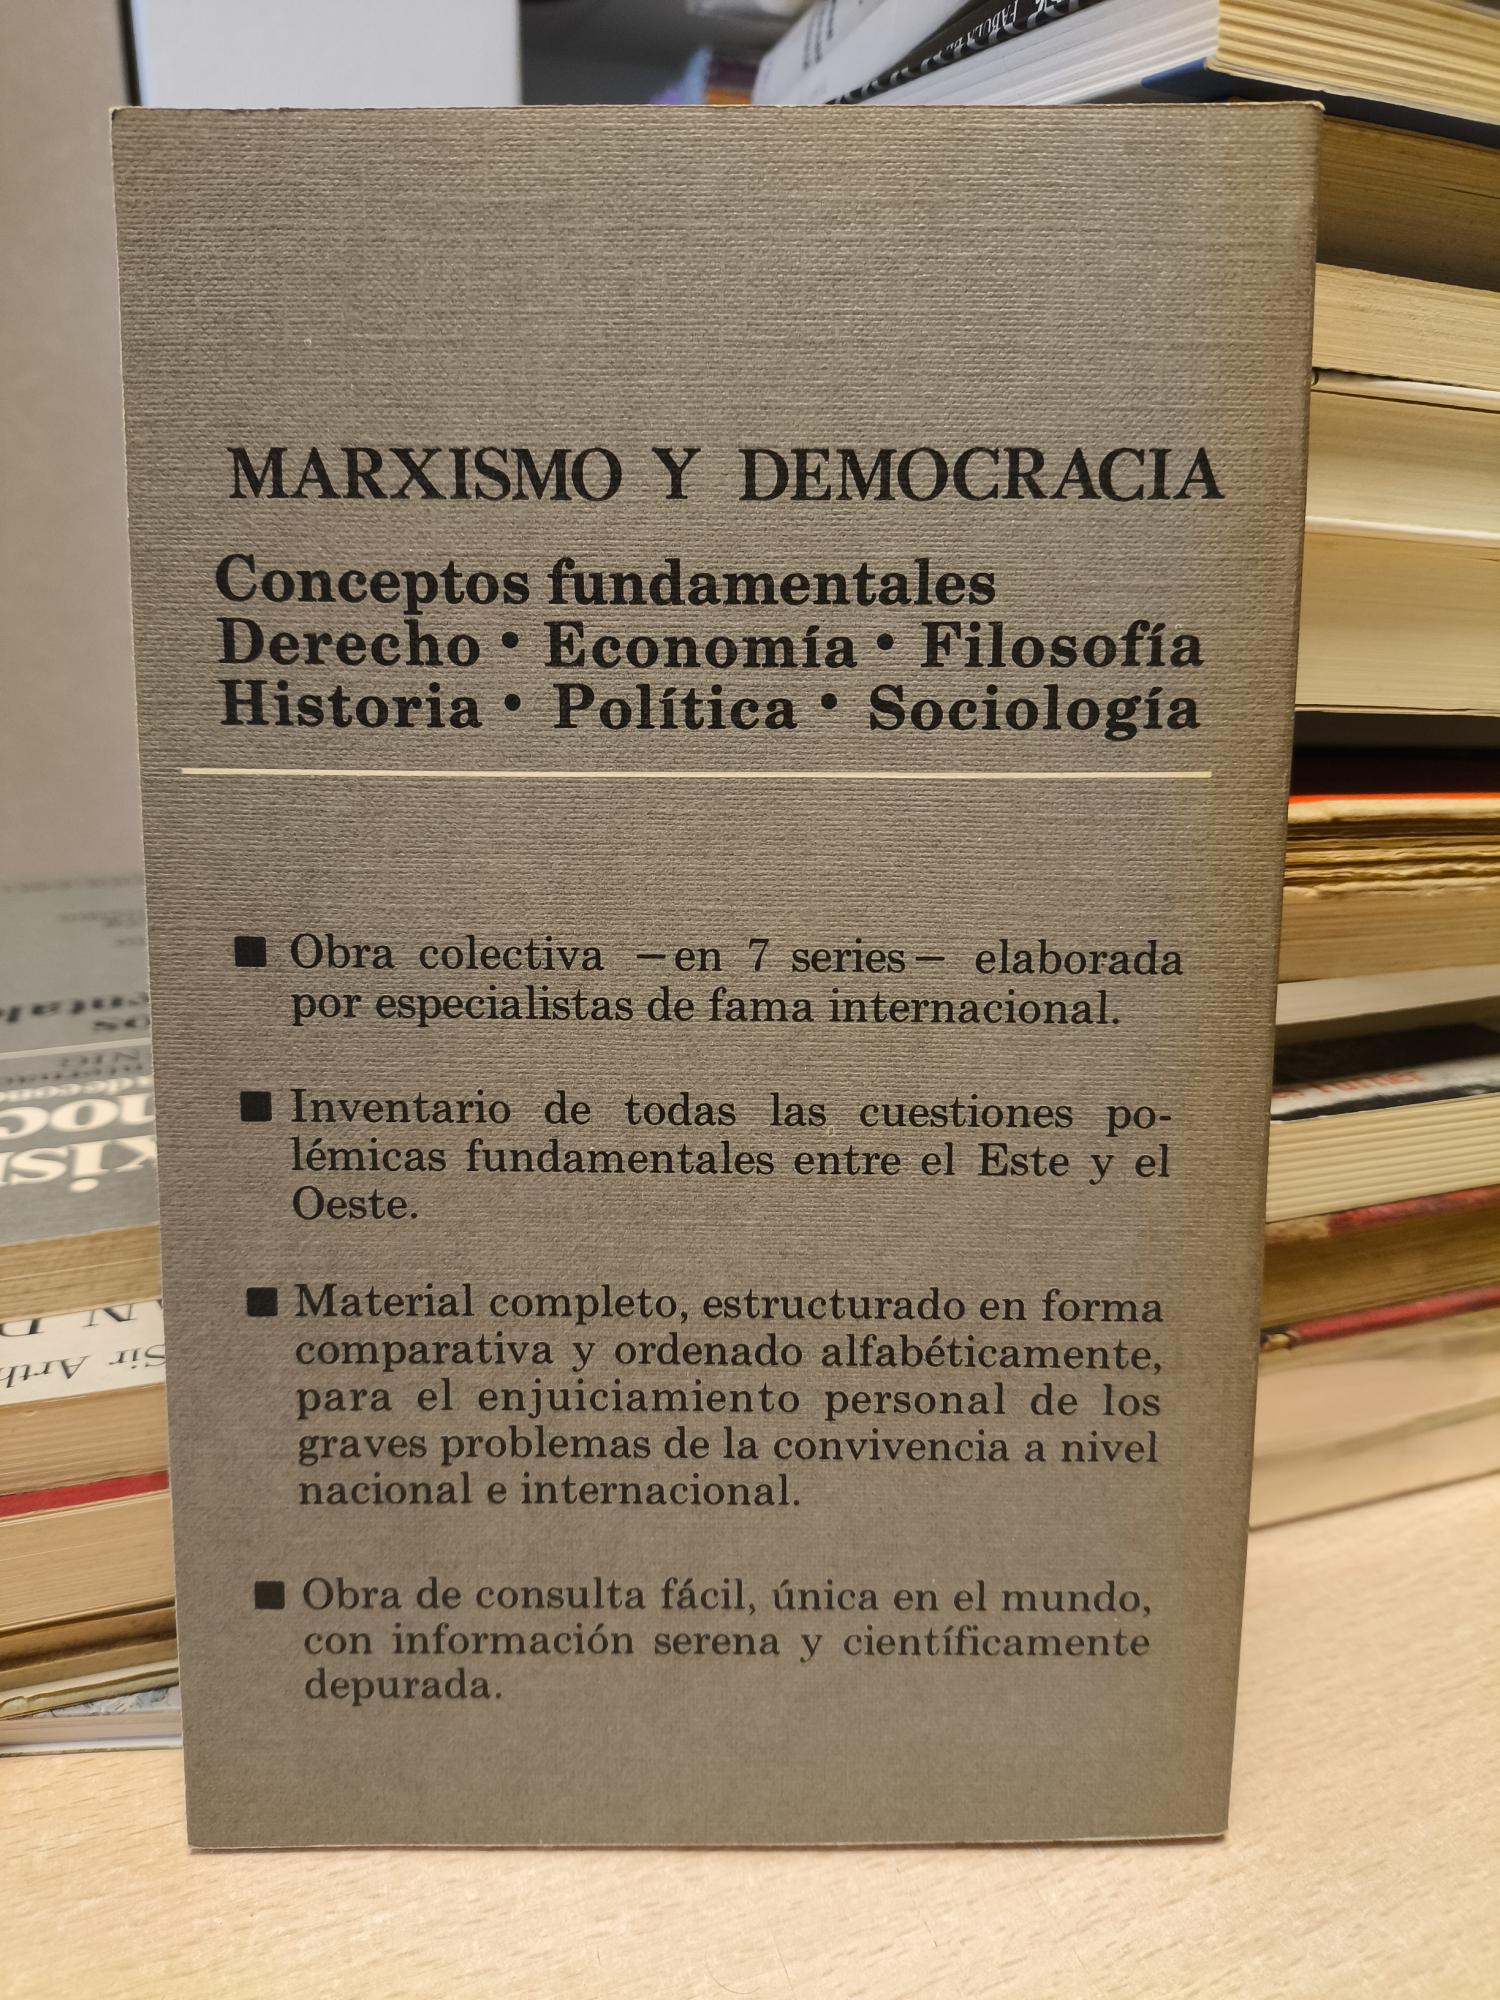 FABULA
MARXISMO Y DEMOCRACIA
Conceptos fundamentales
Derecho • Economía • Filosofía
Historia • Política • Sociología
■ Obra colectiva —en 7 series— elaborada
por especialistas de fama internacional.
■ Inventario de todas las cuestiones po-
lémicas fundamentales entre el Este y el
Oeste.
■ Material completo, estructurado en forma
comparativa y ordenado alfabéticamente,
para el enjuiciamiento personal de los
graves problemas de la convivencia a nivel
nacional e internacional.
■ Obra de consulta fácil, única en el mundo,
con información serena y científicamente
depurada.
Sir Arth